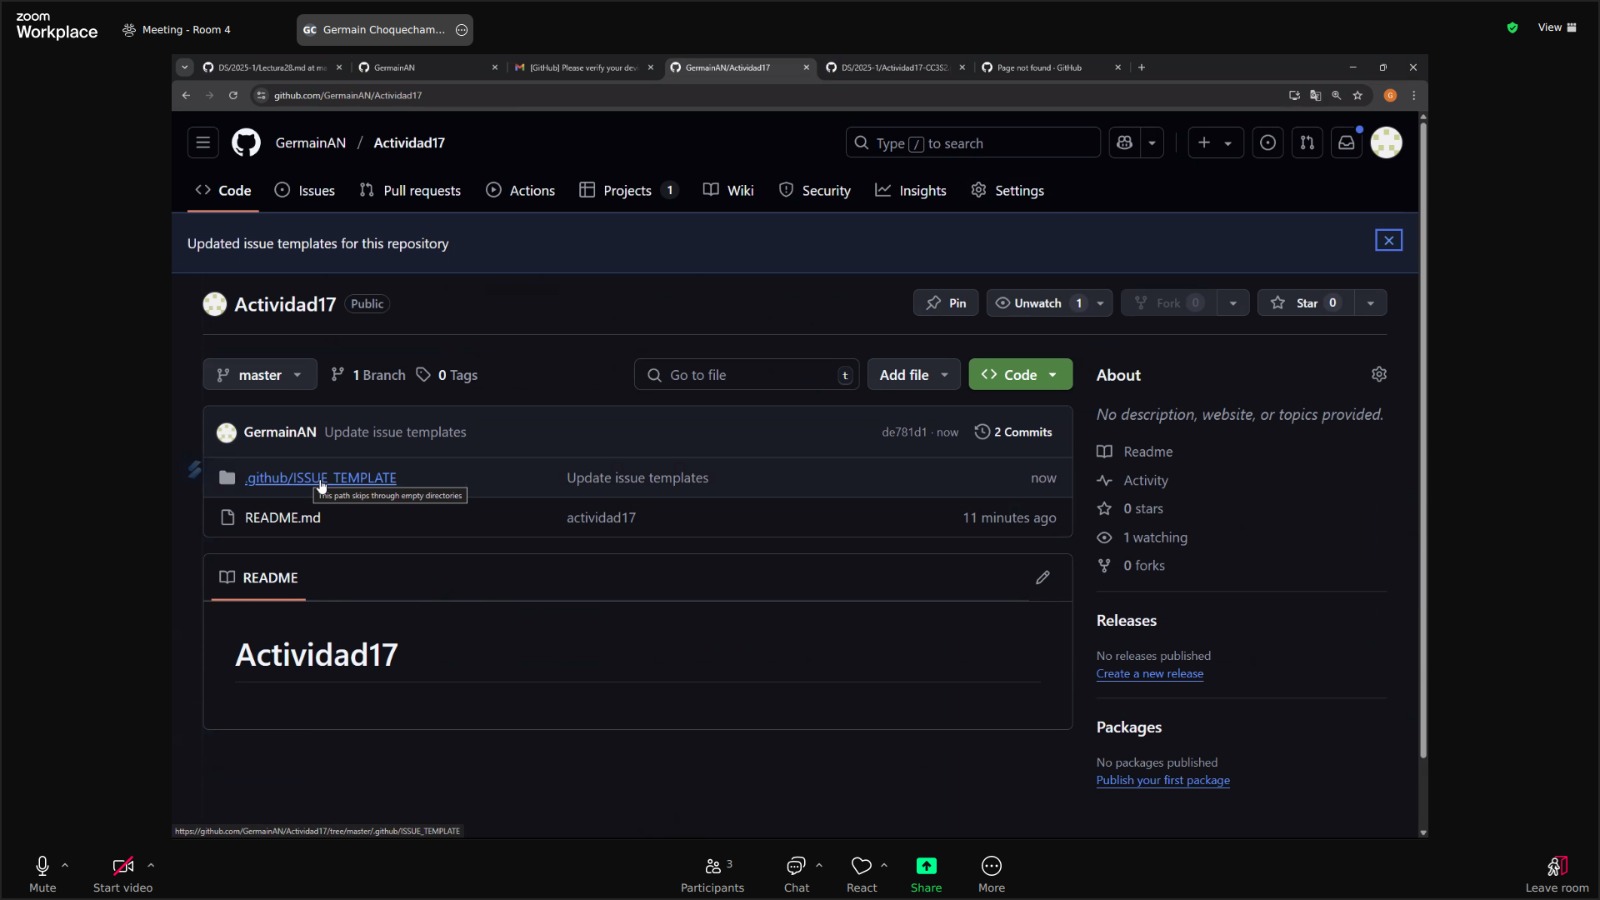 zoom
Workplace
Meeting - Room 4
GC Germain Choquecham...
View
DS/2025-1/Lectura28.md at ma
GermainAN
[GitHub] Please verify your dev
GermainAN/Actividad17
DS/2025-1/Actividad17-CC3S2
Page not found · GitHub
github.com/GermainAN/Actividad17
G
GermainAN / Actividad17
Type / to search
Code
Issues
Pull requests
Actions
Projects 1
Wiki
Security
Insights
Settings
Updated issue templates for this repository
Actividad17 Public
Pin
Unwatch 1
Fork 0
Star 0
master
1 Branch
0 Tags
Go to file t
Add file
Code
GermainAN Update issue templates
de781d1 · now
2 Commits
.github/ISSUE_TEMPLATE
Update issue templates
now
This path skips through empty directories
README.md
actividad17
11 minutes ago
README
Actividad17
About
No description, website, or topics provided.
Readme
Activity
0 stars
1 watching
0 forks
Releases
No releases published
Create a new release
Packages
No packages published
Publish your first package
https://github.com/GermainAN/Actividad17/tree/master/.github/ISSUE_TEMPLATE
Mute
Start video
3
Participants
Chat
React
Share
More
Leave room